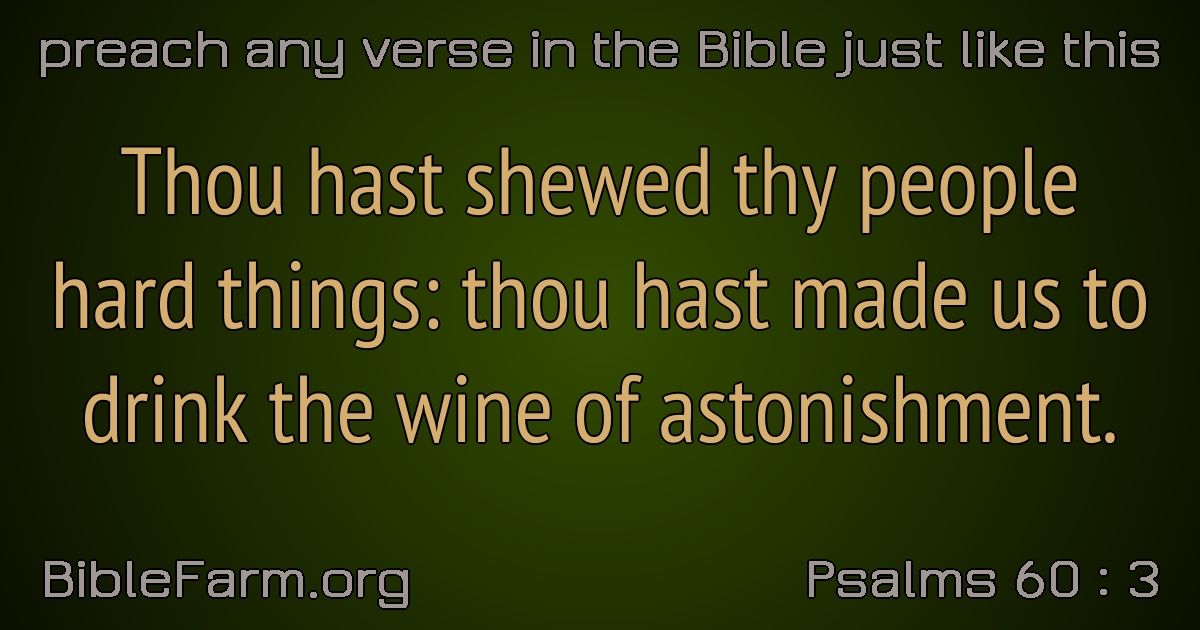 preach any verse in the Bible just like this
Thou hast shewed thy people
hard things: thou hast made us to
drink the wine of astonishment.
BibleFarm.org
Psalms 60 : 3